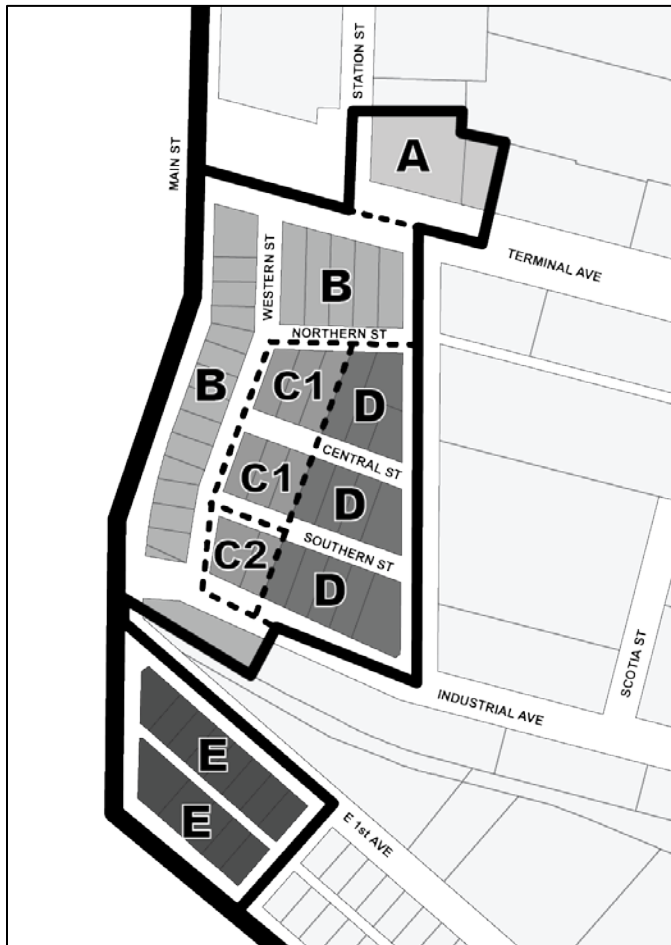 STATION ST
MAIN ST
A
TERMINAL AVE
WESTERN ST
B
NORTHERN ST
B
C1
D
CENTRAL ST
C1
D
SOUTHERN ST
C2
D
SCOTIA ST
INDUSTRIAL AVE
E
E
E 1st AVE